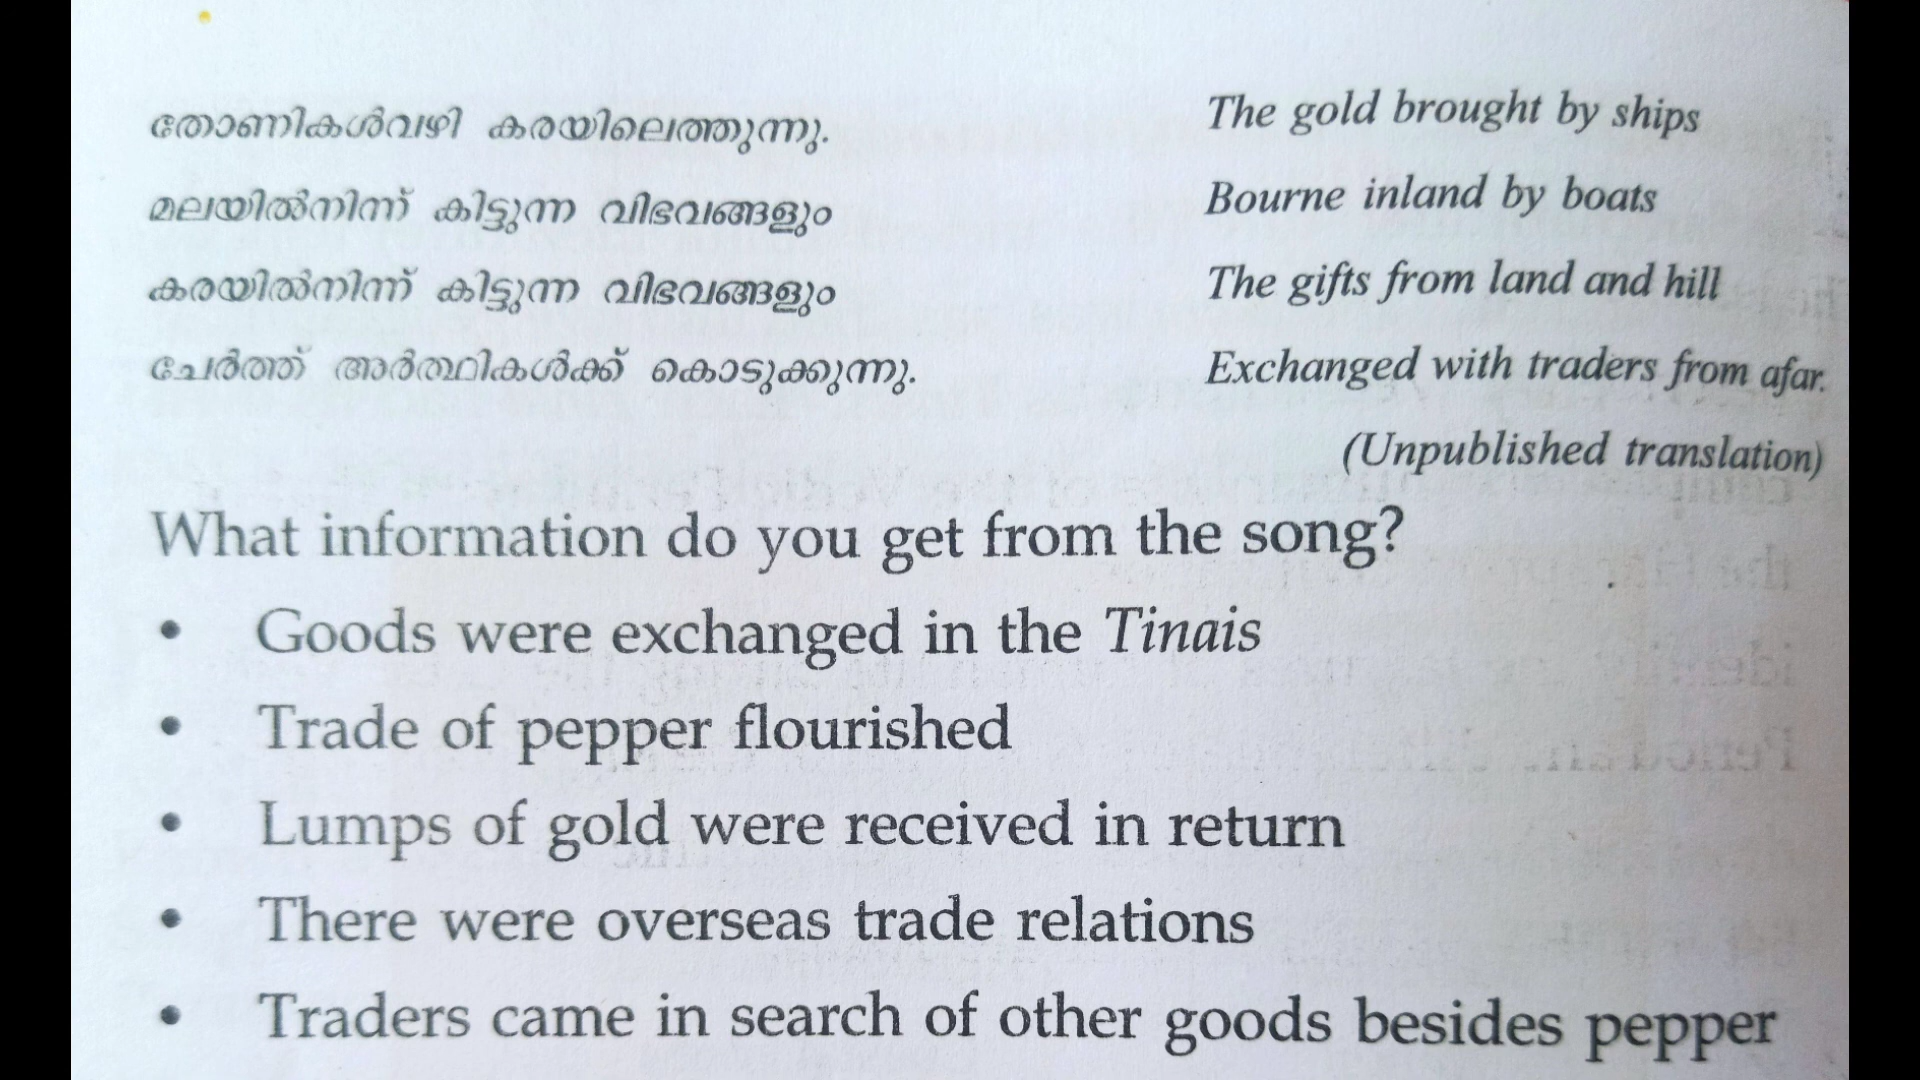 തോണികൾവഴി കരയിലെത്തുന്നു.
മലയിൽനിന്ന് കിട്ടുന്ന വിഭവങ്ങളും
കരയിൽനിന്ന് കിട്ടുന്ന വിഭവങ്ങളും
ചേർത്ത് അർത്ഥികൾക്ക് കൊടുക്കുന്നു.
The gold brought by ships
Bourne inland by boats
The gifts from land and hill
Exchanged with traders from afar.
(Unpublished translation)
What information do you get from the song?
• Goods were exchanged in the Tinais
• Trade of pepper flourished
• Lumps of gold were received in return
• There were overseas trade relations
• Traders came in search of other goods besides pepper